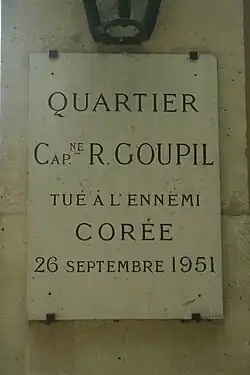 QUARTIER
CAP.NE R. GOUPIL
TUÉ À L'ENNEMI
CORÉE
26 SEPTEMBRE 1951